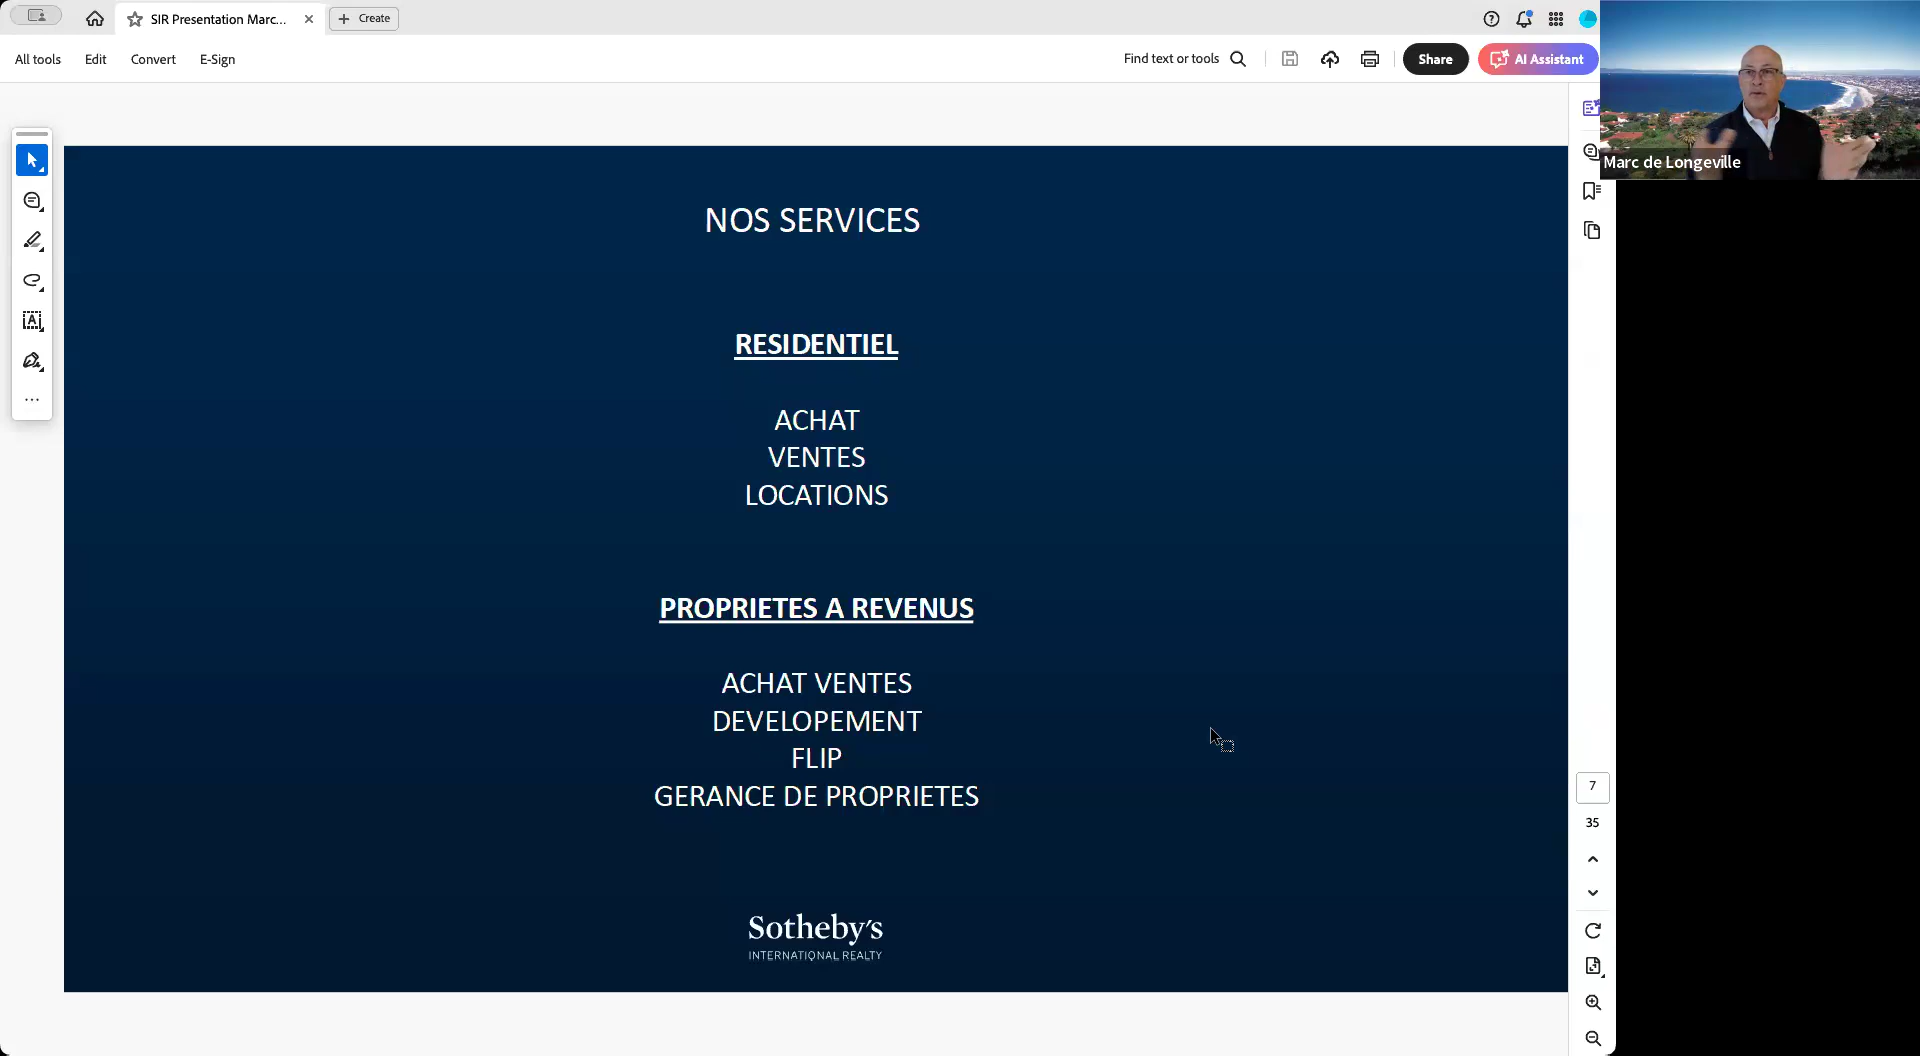 SIR Presentation Marc...
Create
All tools
Edit
Convert
E-Sign
Find text or tools
Share
AI Assistant
Marc de Longeville
NOS SERVICES
RESIDENTIEL
ACHAT
VENTES
LOCATIONS
PROPRIETES A REVENUS
ACHAT VENTES
DEVELOPEMENT
FLIP
GERANCE DE PROPRIETES
Sotheby's
INTERNATIONAL REALTY
7
35